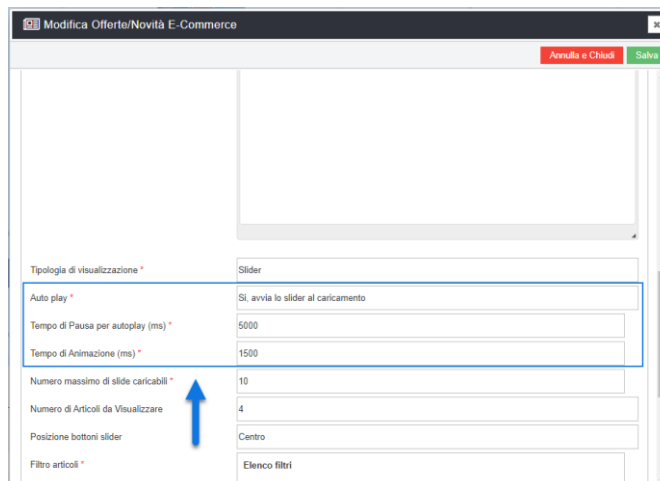 Modifica Offerte/Novità E-Commerce
Annulla e Chiudi Salva
Tipologia di visualizzazione * Slider
Auto play * Si, avvia lo slider al caricamento
Tempo di Pausa per autoplay (ms) * 5000
Tempo di Animazione (ms) * 1500
Numero massimo di slide caricabili * 10
Numero di Articoli da Visualizzare 4
Posizione bottoni slider Centro
Filtro articoli * Elenco filtri